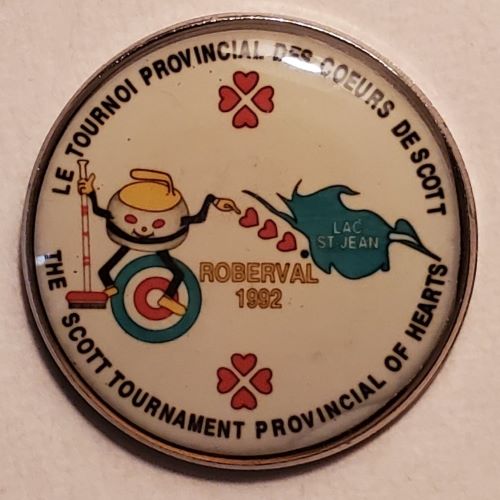 LE TOURNOI PROVINCIAL DES COEURS DE SCOTT
LAC
ST JEAN
ROBERVAL
1992
THE SCOTT TOURNAMENT PROVINCIAL OF HEARTS